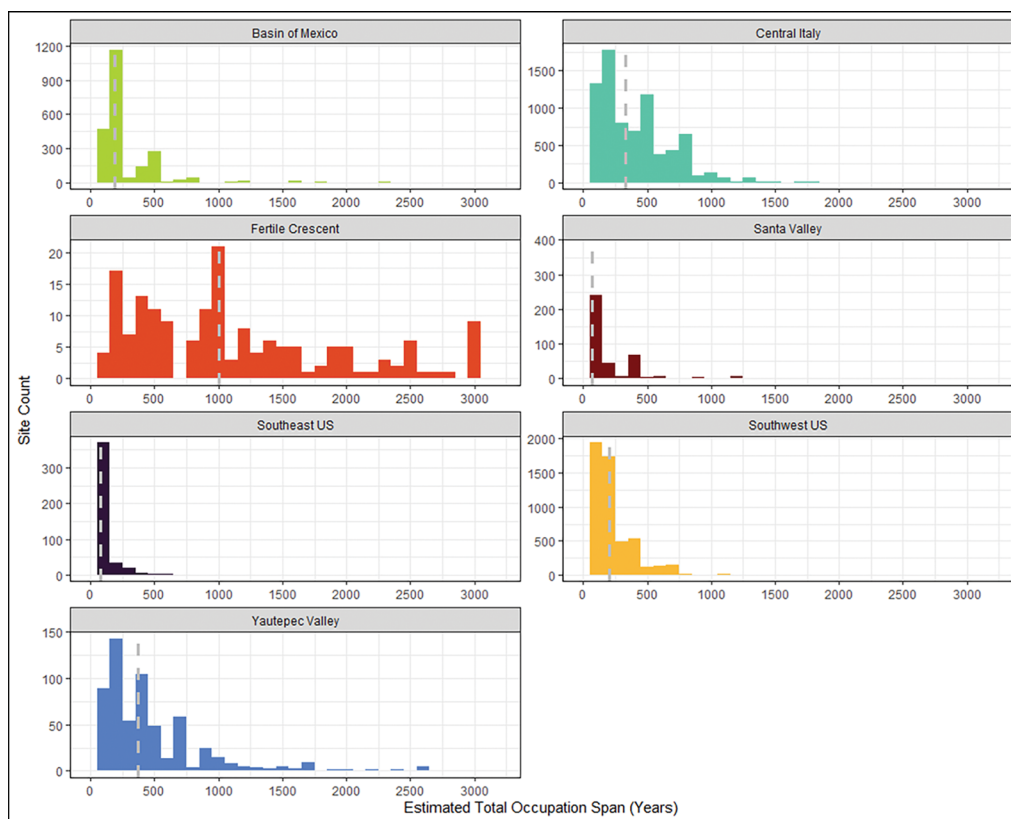 Basin of Mexico
1200
900
600
300
0
0 500 1000 1500 2000 2500 3000
Central Italy
1500
1000
500
0
0 500 1000 1500 2000 2500 3000
Fertile Crescent
20
15
10
5
0
0 500 1000 1500 2000 2500 3000
Santa Valley
400
300
200
100
0
0 500 1000 1500 2000 2500 3000
Site Count
Southeast US
300
200
100
0
0 500 1000 1500 2000 2500 3000
Southwest US
2000
1500
1000
500
0
0 500 1000 1500 2000 2500 3000
Yautepec Valley
150
100
50
0
0 500 1000 1500 2000 2500 3000
Estimated Total Occupation Span (Years)